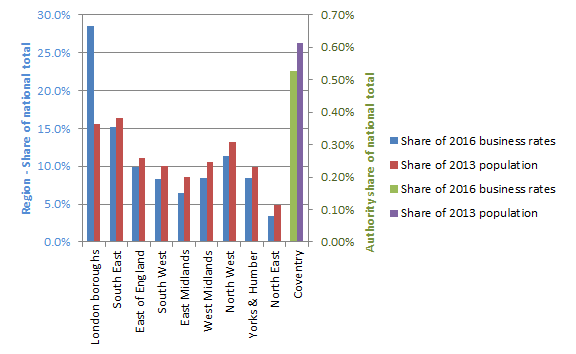 30.0%
25.0%
20.0%
15.0%
10.0%
5.0%
0.0%
Region - Share of national total
0.70%
0.60%
0.50%
0.40%
0.30%
0.20%
0.10%
0.00%
Authority share of national total
London boroughs
South East
East of England
South West
East Midlands
West Midlands
North West
Yorks & Humber
North East
Coventry
Share of 2016 business rates
Share of 2013 population
Share of 2016 business rates
Share of 2013 population